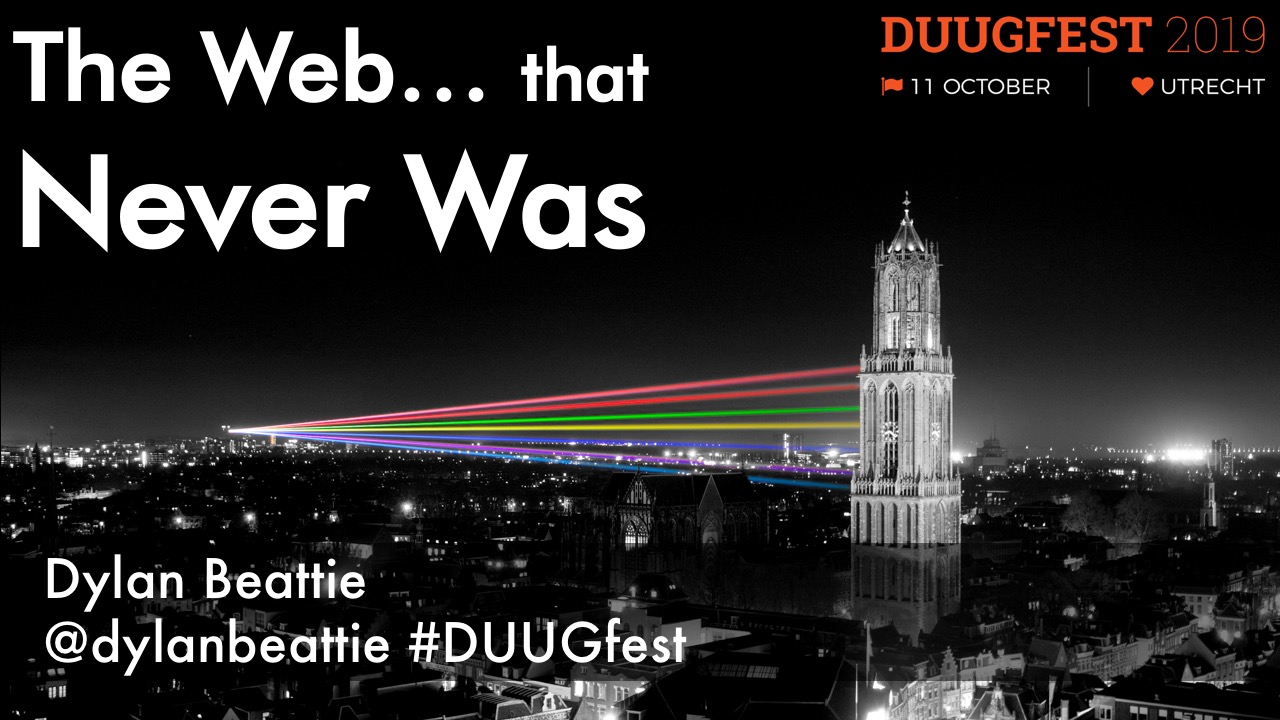 The Web... that
Never Was
DUUGFEST 2019
11 OCTOBER
UTRECHT
Dylan Beattie
@dylanbeattie #DUUGfest